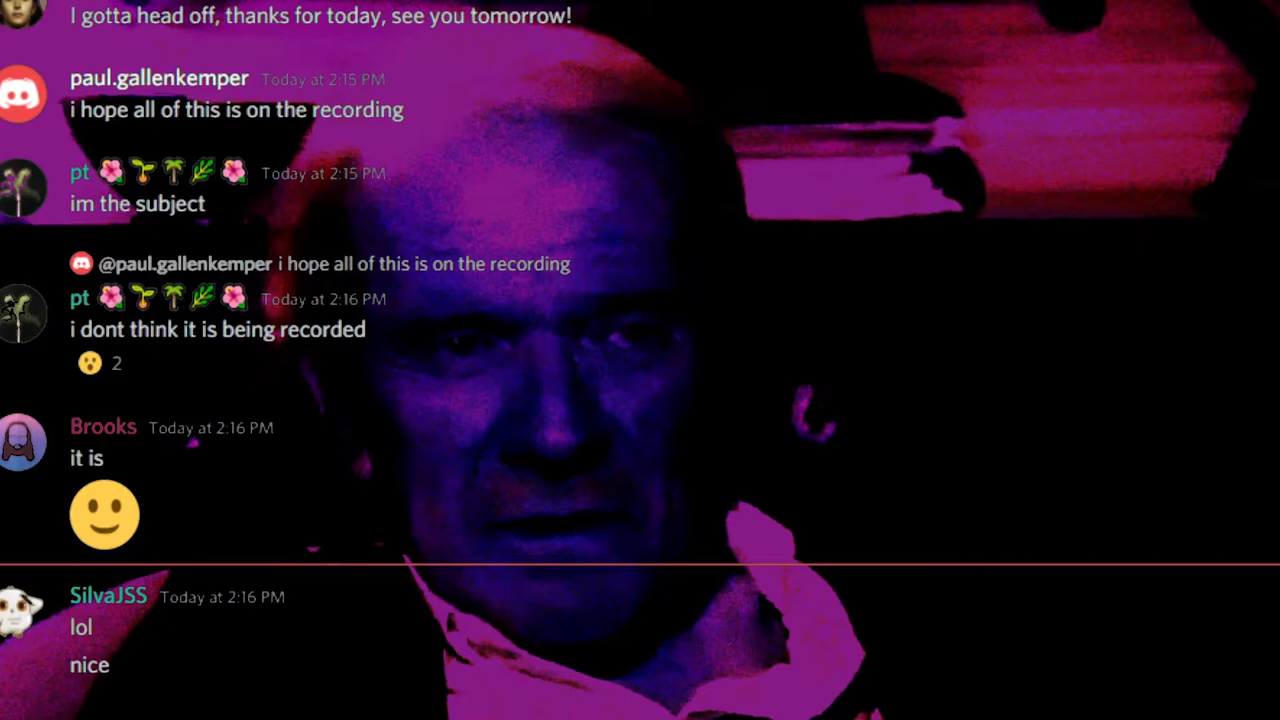 I gotta head off, thanks for today, see you tomorrow!
paul.gallenkemper Today at 2:15 PM
i hope all of this is on the recording
pt 🌺🌱🌴🌿🌺 Today at 2:15 PM
im the subject
@paul.gallenkemper i hope all of this is on the recording
pt 🌺🌱🌴🌿🌺 Today at 2:16 PM
i dont think it is being recorded
😮 2
Brooks Today at 2:16 PM
it is
🙂
SilvaJSS Today at 2:16 PM
lol
nice